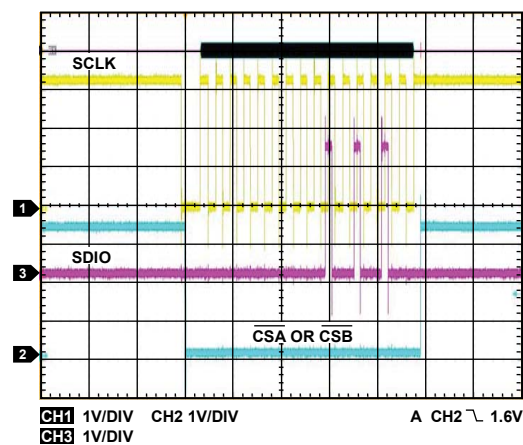 SCLK
1
3
SDIO
CSA OR CSB
2
CH1 1V/DIV CH2 1V/DIV A CH2 1.6V
CH3 1V/DIV